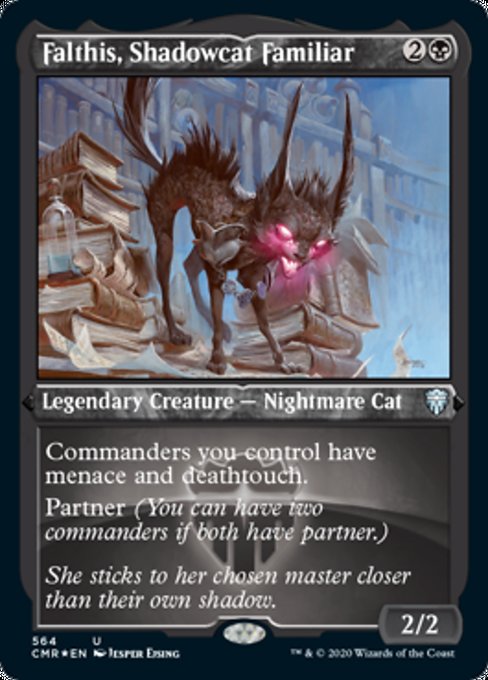 Falthis, Shadowcat Familiar 2
Legendary Creature — Nightmare Cat
Commanders you control have
menace and deathtouch.
Partner (You can have two
commanders if both have partner.)
She sticks to her chosen master closer
than their own shadow.
2/2
564 U
CMR★EN Jesper Eising ™ & © 2020 Wizards of the Coast